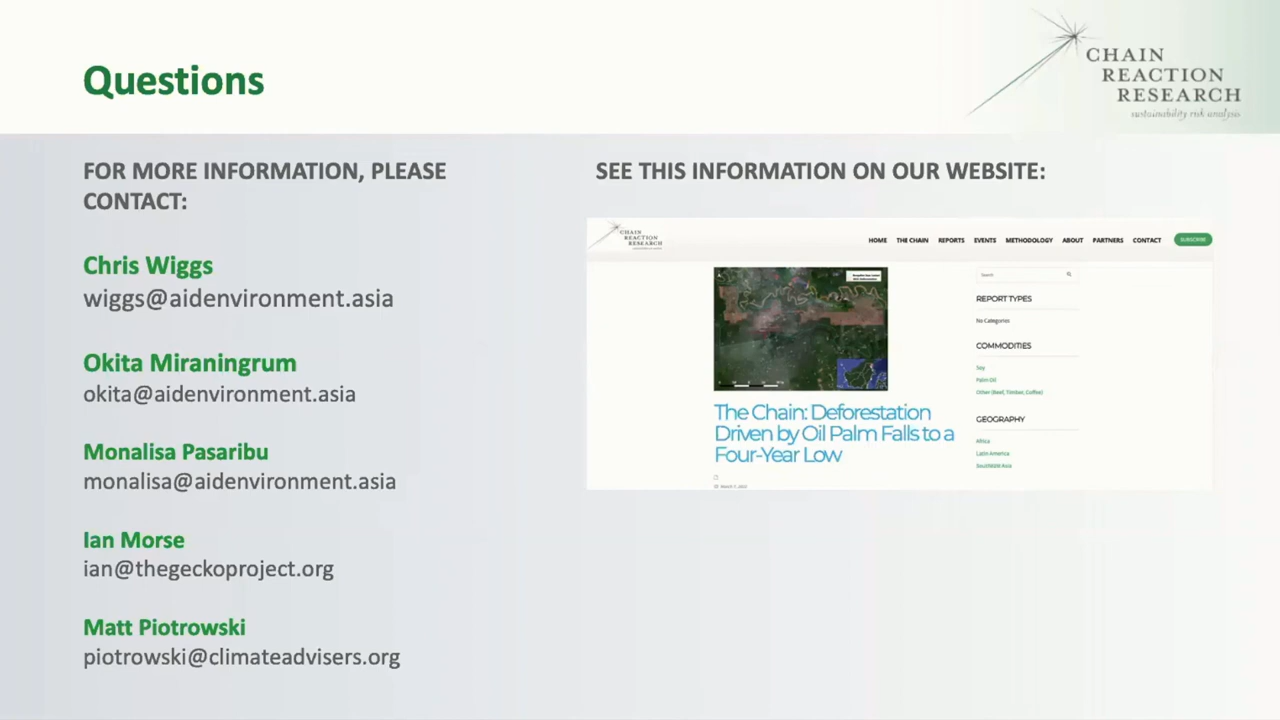 Questions
CHAIN
REACTION
RESEARCH
sustainability risk analysis
FOR MORE INFORMATION, PLEASE
CONTACT:
Chris Wiggs
wiggs@aidenvironment.asia
Okita Miraningrum
okita@aidenvironment.asia
Monalisa Pasaribu
monalisa@aidenvironment.asia
Ian Morse
ian@thegeckoproject.org
Matt Piotrowski
piotrowski@climateadvisers.org
SEE THIS INFORMATION ON OUR WEBSITE:
CHAIN
REACTION
RESEARCH
HOME THE CHAIN REPORTS EVENTS METHODOLOGY ABOUT PARTNERS CONTACT SUBSCRIBE
The Chain: Deforestation
Driven by Oil Palm Falls to a
Four-Year Low
Search
REPORT TYPES
No Categories
COMMODITIES
Soy
Palm Oil
Other (Beef, Timber, Coffee)
GEOGRAPHY
Africa
Latin America
Southeast Asia